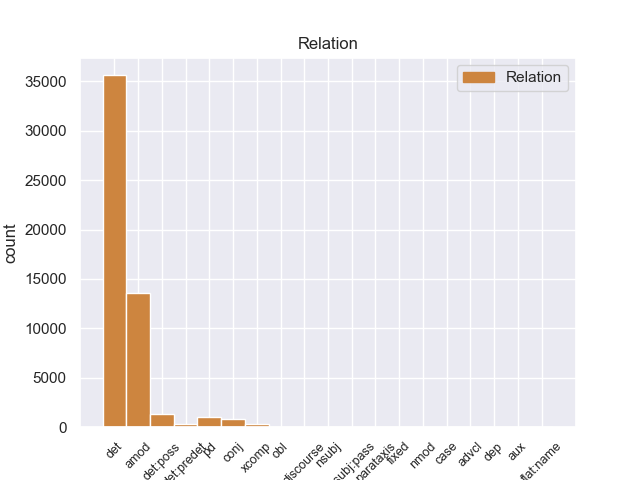 Relation
Relation
count
35000
30000
25000
20000
15000
10000
5000
0
det
amod
det:poss
det:predet
pd
conj
xcomp
obl
discourse
nsubj
subj:pass
parataxis
fixed
nmod
case
advcl
dep
aux
flat:name